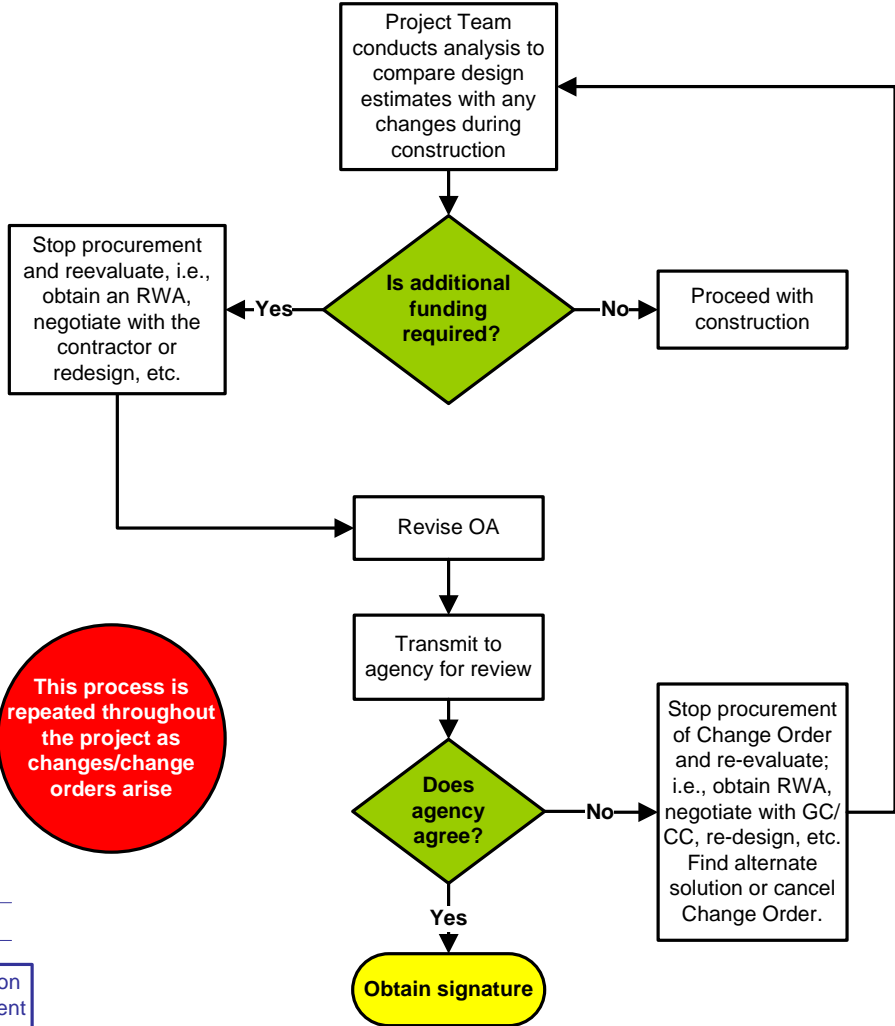 Project Team
conducts analysis to
compare design
estimates with any
changes during
construction
Stop procurement
and reevaluate, i.e.,
obtain an RWA,
negotiate with the
contractor or
redesign, etc.
Yes
Is additional
funding
required?
No
Proceed with
construction
Revise OA
Transmit to
agency for review
This process is
repeated throughout
the project as
changes/change
orders arise
Does
agency
agree?
No
Stop procurement
of Change Order
and re-evaluate;
i.e., obtain RWA,
negotiate with GC/
CC, re-design, etc.
Find alternate
solution or cancel
Change Order.
Yes
Obtain signature